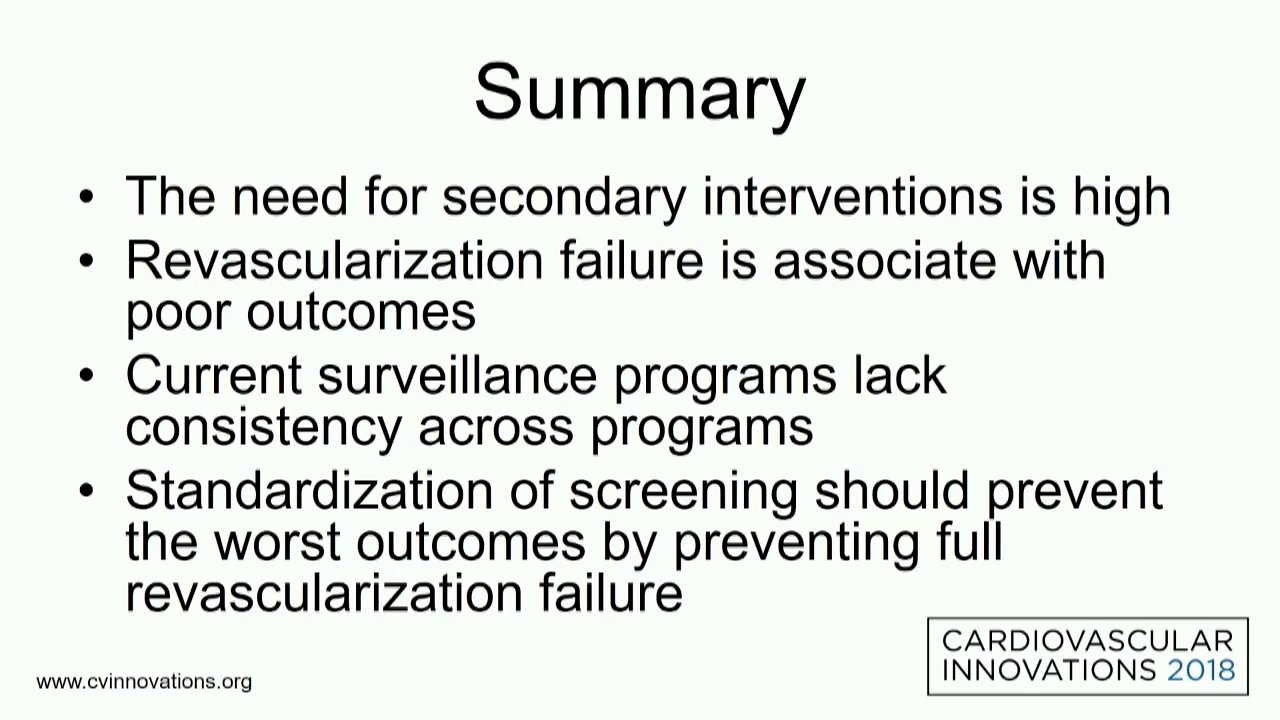 Summary
• The need for secondary interventions is high
• Revascularization failure is associate with
poor outcomes
• Current surveillance programs lack
consistency across programs
• Standardization of screening should prevent
the worst outcomes by preventing full
revascularization failure
www.cvinnovations.org
CARDIOVASCULAR
INNOVATIONS 2018